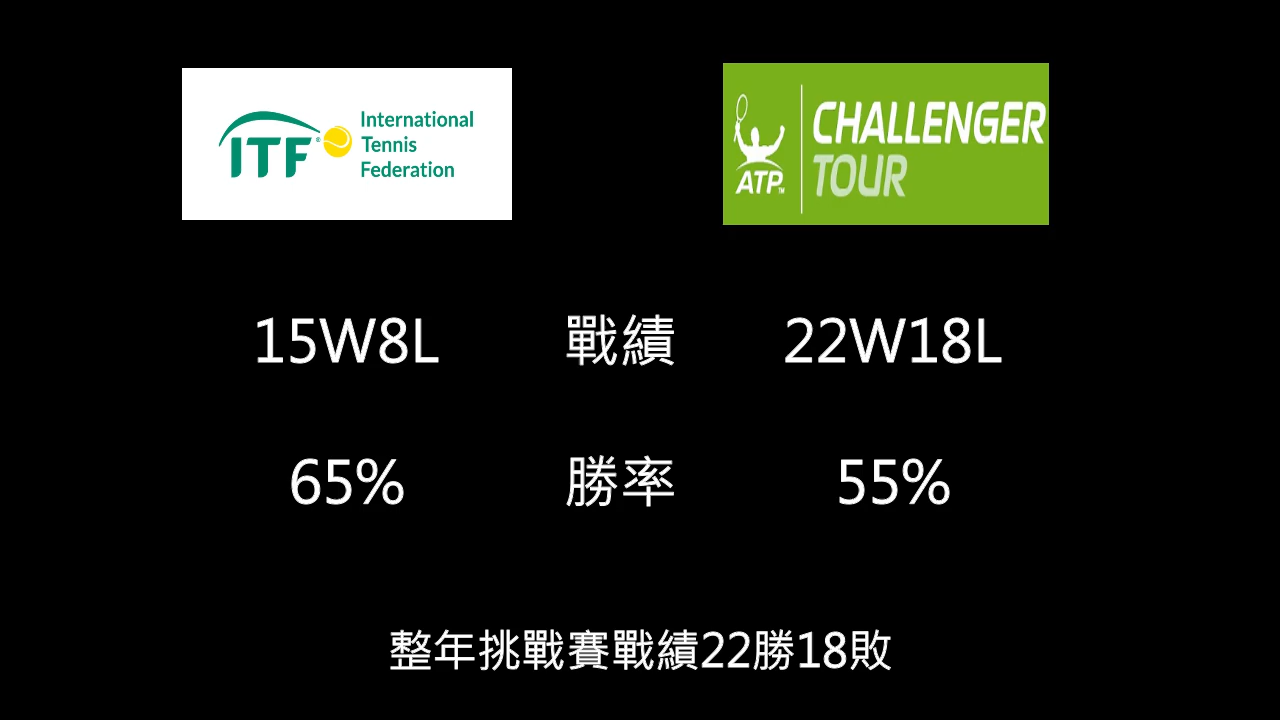 ITF
International
Tennis
Federation
ATP
CHALLENGER
TOUR
15W8L 戰績 22W18L
65% 勝率 55%
整年挑戰賽戰績22勝18敗